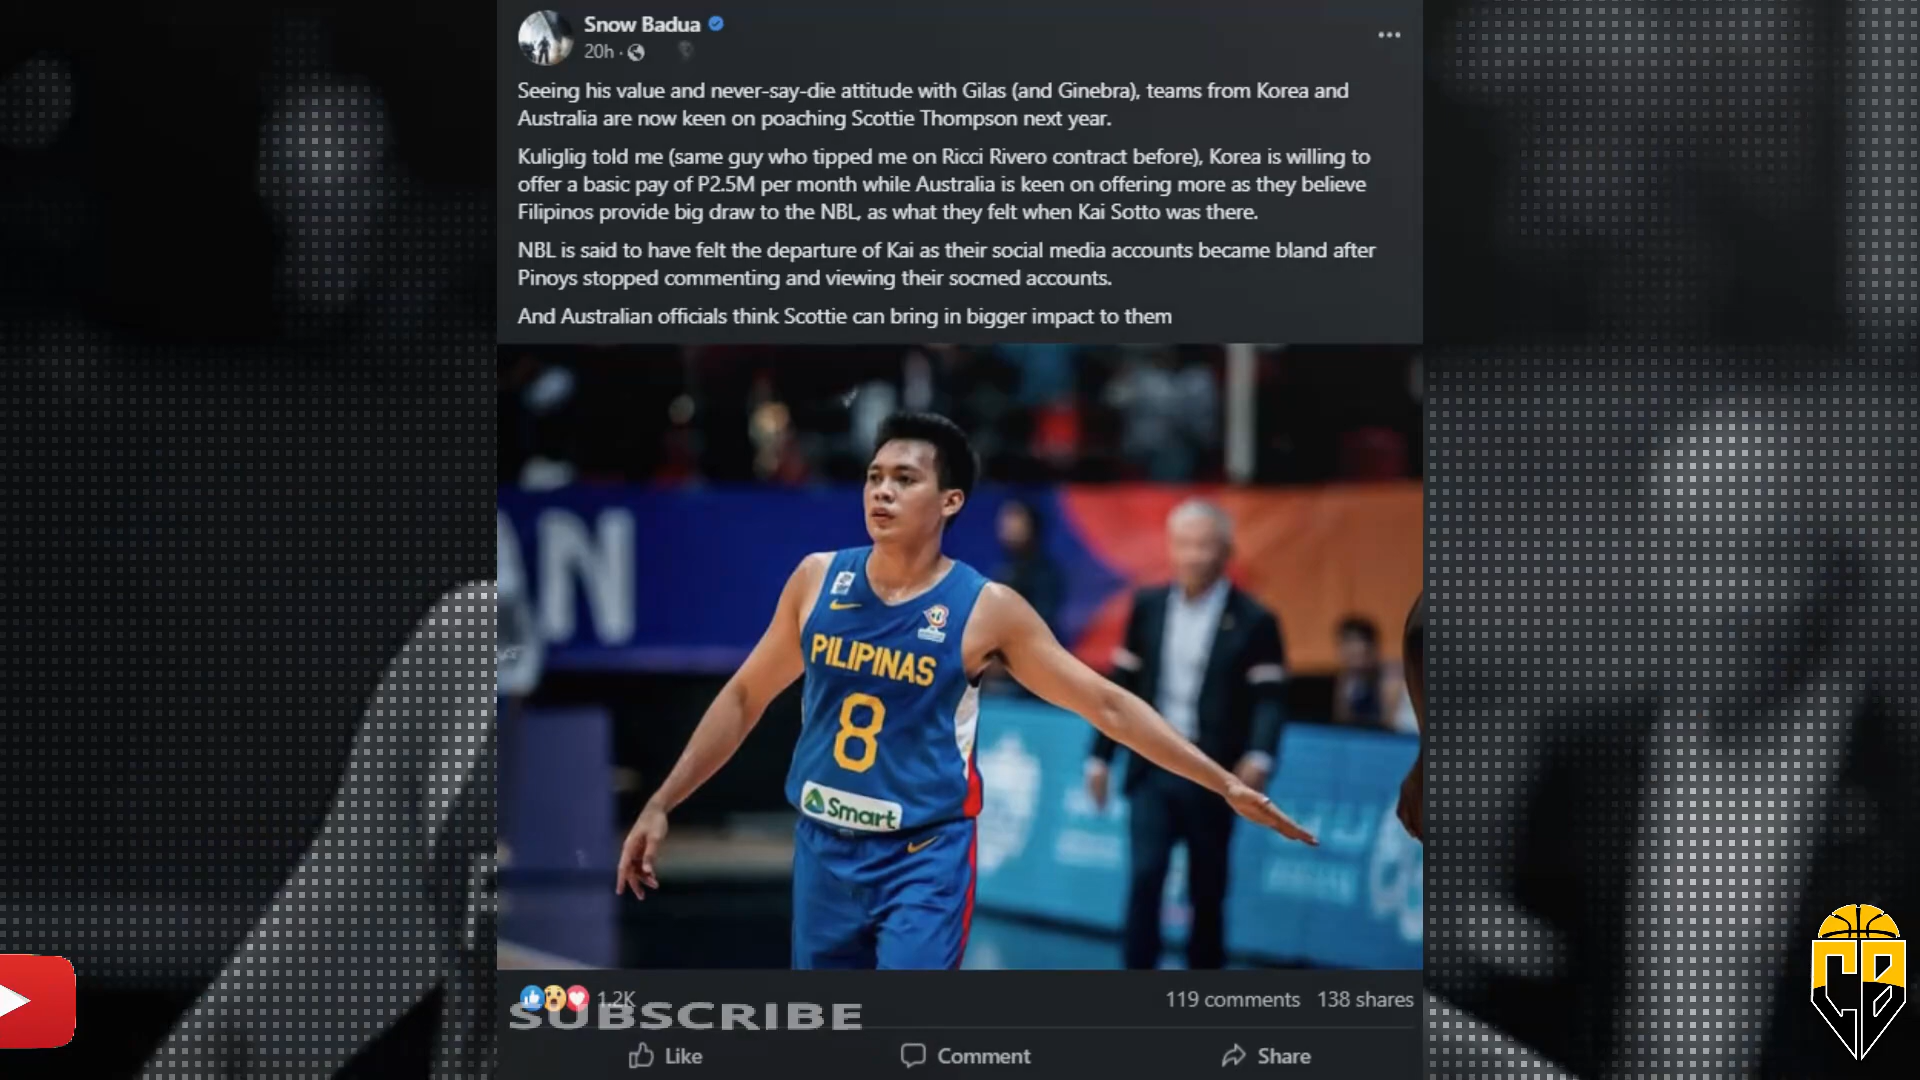 Snow Badua
20h
Seeing his value and never-say-die attitude with Gilas (and Ginebra), teams from Korea and
Australia are now keen on poaching Scottie Thompson next year.
Kuliglig told me (same guy who tipped me on Ricci Rivero contract before), Korea is willing to
offer a basic pay of P2.5M per month while Australia is keen on offering more as they believe
Filipinos provide big draw to the NBL, as what they felt when Kai Sotto was there.
NBL is said to have felt the departure of Kai as their social media accounts became bland after
Pinoys stopped commenting and viewing their socmed accounts.
And Australian officials think Scottie can bring in bigger impact to them
AN
PILIPINAS
8
Smart
1.2K
119 comments 138 shares
SUBSCRIBE
Like Comment Share